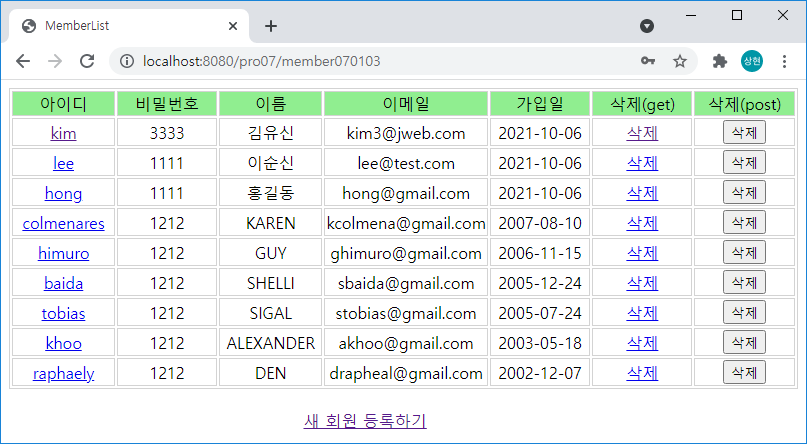 MemberList
localhost:8080/pro07/member070103
상현
아이디 비밀번호 이름 이메일 가입일 삭제(get) 삭제(post)
kim 3333 김유신 kim3@jweb.com 2021-10-06 삭제 삭제
lee 1111 이순신 lee@test.com 2021-10-06 삭제 삭제
hong 1111 홍길동 hong@gmail.com 2021-10-06 삭제 삭제
colmenares 1212 KAREN kcolmena@gmail.com 2007-08-10 삭제 삭제
himuro 1212 GUY ghimuro@gmail.com 2006-11-15 삭제 삭제
baida 1212 SHELLI sbaida@gmail.com 2005-12-24 삭제 삭제
tobias 1212 SIGAL stobias@gmail.com 2005-07-24 삭제 삭제
khoo 1212 ALEXANDER akhoo@gmail.com 2003-05-18 삭제 삭제
raphaely 1212 DEN drapheal@gmail.com 2002-12-07 삭제 삭제
새 회원 등록하기